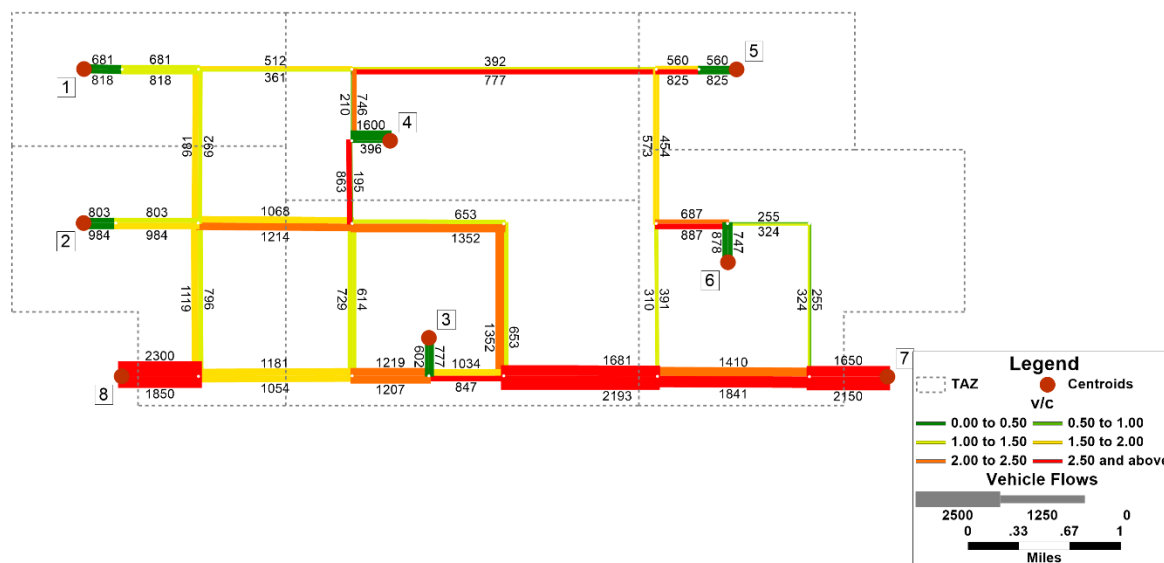 5
681 681 512 392 560 560
818 818 361 777 825 825
1
746
210
4
1600
396
692
981
454
573
195
863
803 803 1068 653 687 255
984 984 1214 1352 887 324
2
747
878
6
796
1119
614
729
3
777
602
653
1352
391
310
255
324
7
2300 1181 1219 1034 1681 1410 1650
1850 1054 1207 847 2193 1841 2150
8
Legend
TAZ Centroids
v/c
0.00 to 0.50 0.50 to 1.00
1.00 to 1.50 1.50 to 2.00
2.00 to 2.50 2.50 and above
Vehicle Flows
2500 1250 0
0 .33 .67 1
Miles